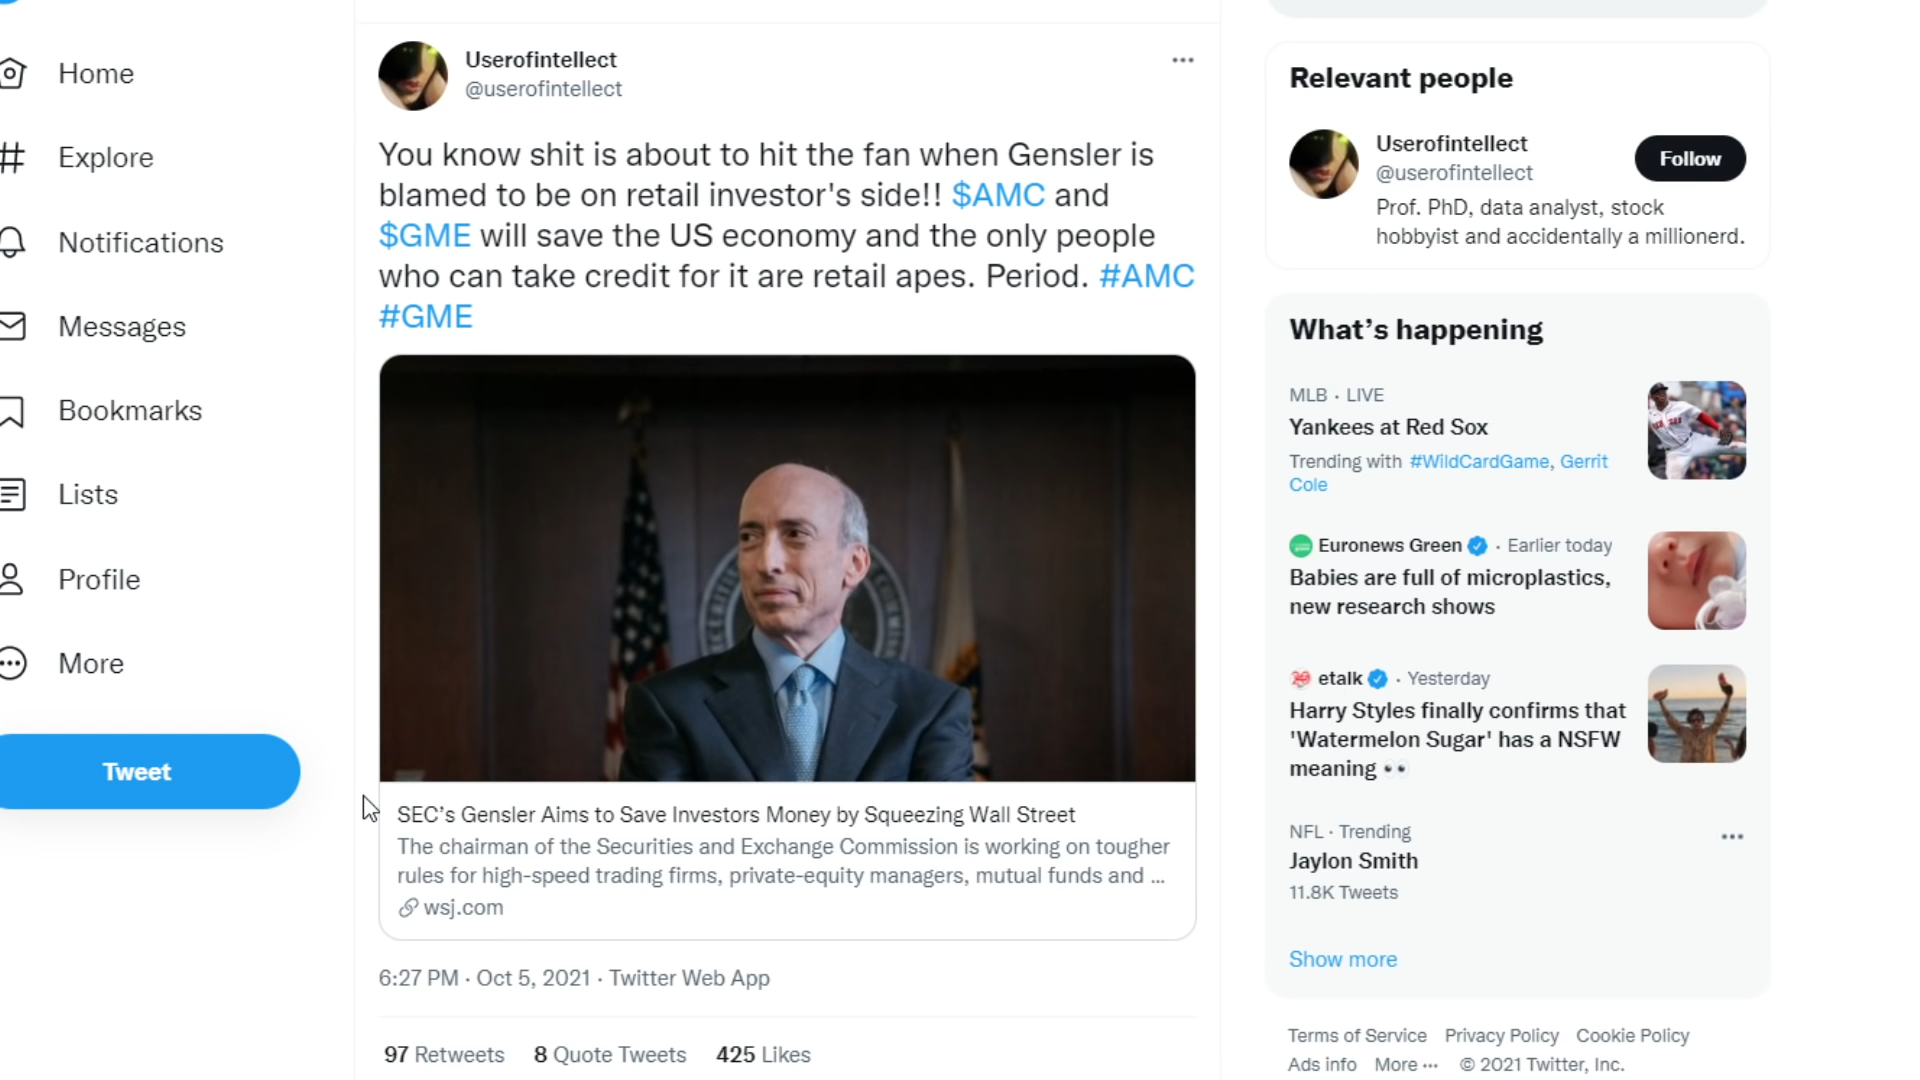 Home
Explore
Notifications
Messages
Bookmarks
Lists
Profile
More
Tweet
Userofintellect
@userofintellect
You know shit is about to hit the fan when Gensler is
blamed to be on retail investor's side!! $AMC and
$GME will save the US economy and the only people
who can take credit for it are retail apes. Period. #AMC
#GME
SEC’s Gensler Aims to Save Investors Money by Squeezing Wall Street
The chairman of the Securities and Exchange Commission is working on tougher
rules for high-speed trading firms, private-equity managers, mutual funds and ...
wsj.com
6:27 PM · Oct 5, 2021 · Twitter Web App
97 Retweets 8 Quote Tweets 425 Likes
Relevant people
Userofintellect
@userofintellect
Follow
Prof. PhD, data analyst, stock
hobbyist and accidentally a millionerd.
What’s happening
MLB · LIVE
Yankees at Red Sox
Trending with #WildCardGame, Gerrit
Cole
Euronews Green · Earlier today
Babies are full of microplastics,
new research shows
etalk · Yesterday
Harry Styles finally confirms that
'Watermelon Sugar' has a NSFW
meaning 👀
NFL · Trending
Jaylon Smith
11.8K Tweets
Show more
Terms of Service Privacy Policy Cookie Policy
Ads info More ··· © 2021 Twitter, Inc.